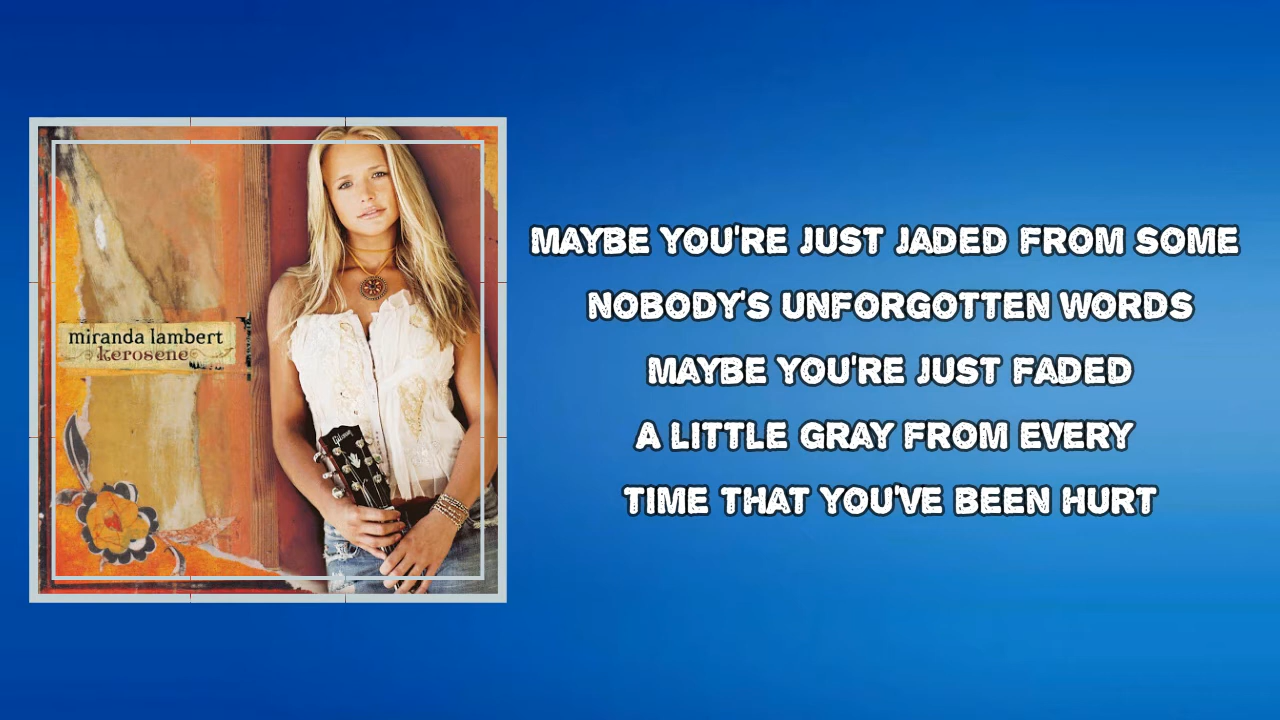 miranda lambert
kerosene
Gibson
MAYBE YOU'RE JUST JADED FROM SOME
NOBODY'S UNFORGOTTEN WORDS
MAYBE YOU'RE JUST FADED
A LITTLE GRAY FROM EVERY
TIME THAT YOU'VE BEEN HURT